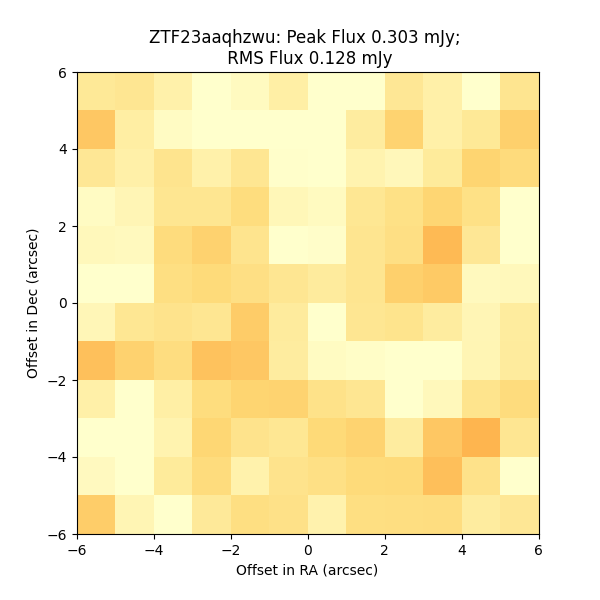 ZTF23aaqhzwu: Peak Flux 0.303 mJy;
RMS Flux 0.128 mJy
6
4
2
0
−2
−4
−6
Offset in Dec (arcsec)
−6 −4 −2 0 2 4 6
Offset in RA (arcsec)